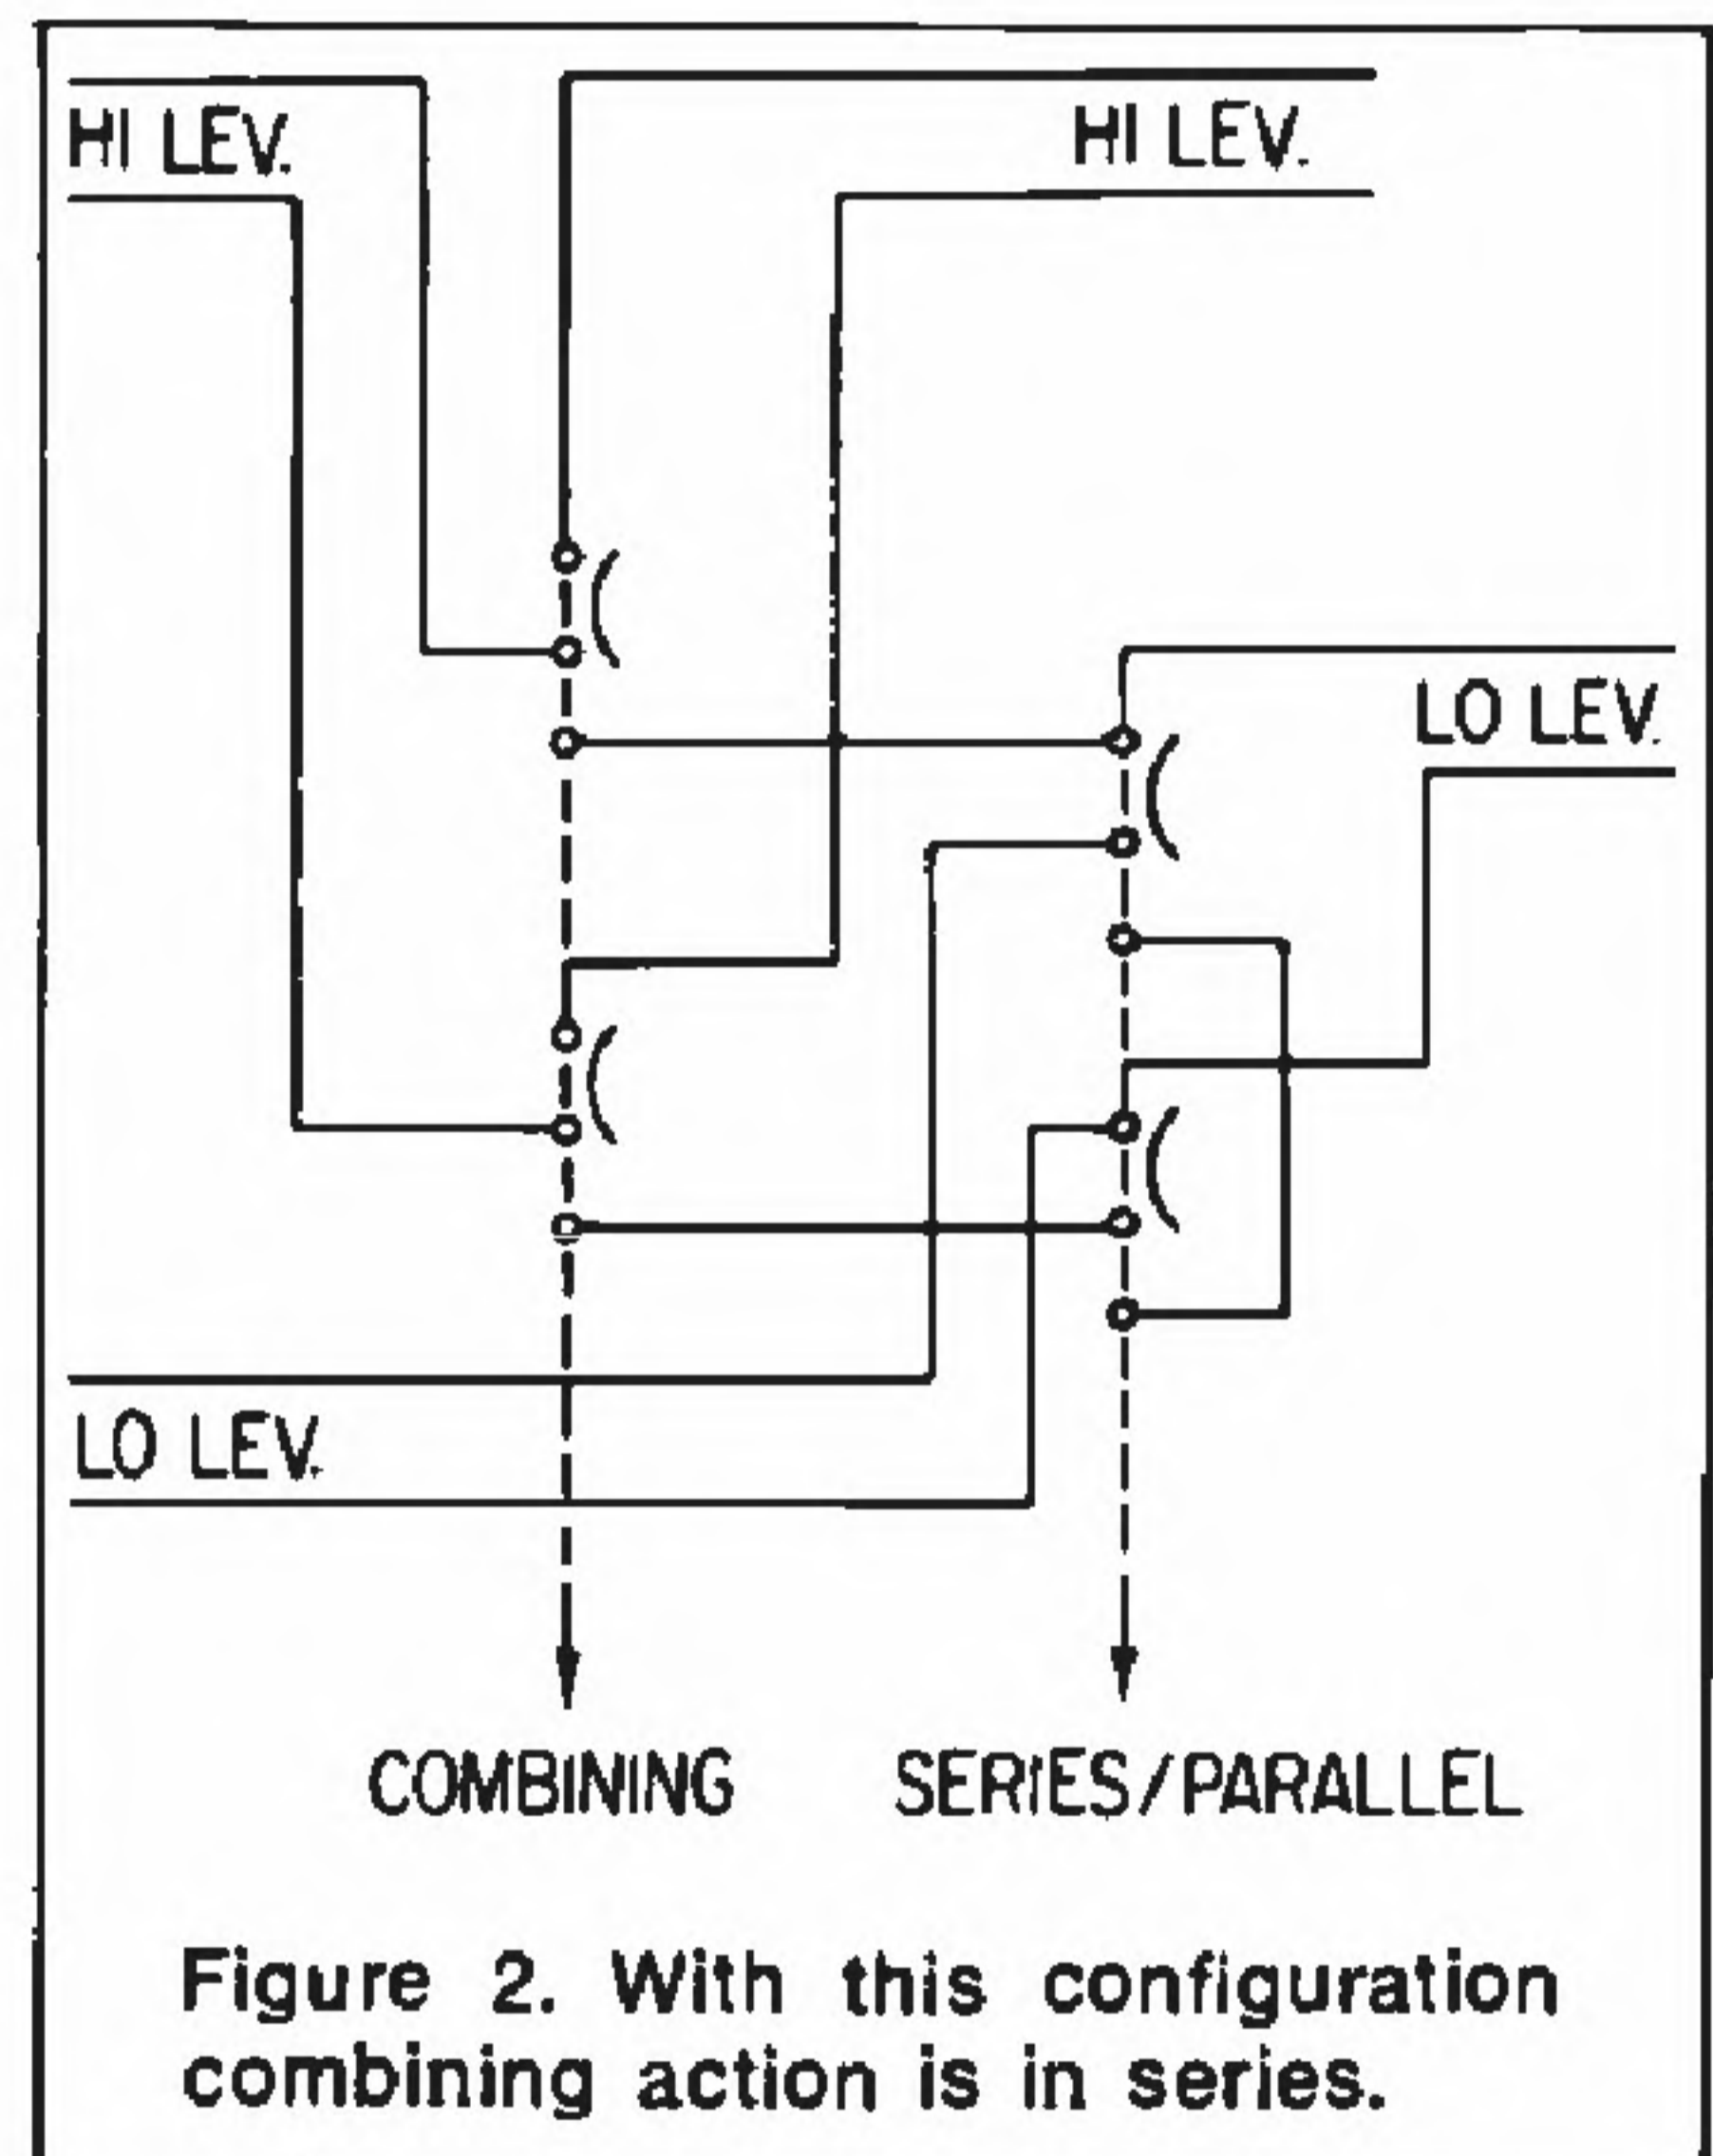 HI LEV.
HI LEV.
LO LEV.
LO LEV.
COMBINING
SERIES/PARALLEL
Figure 2. With this configuration
combining action is in series.